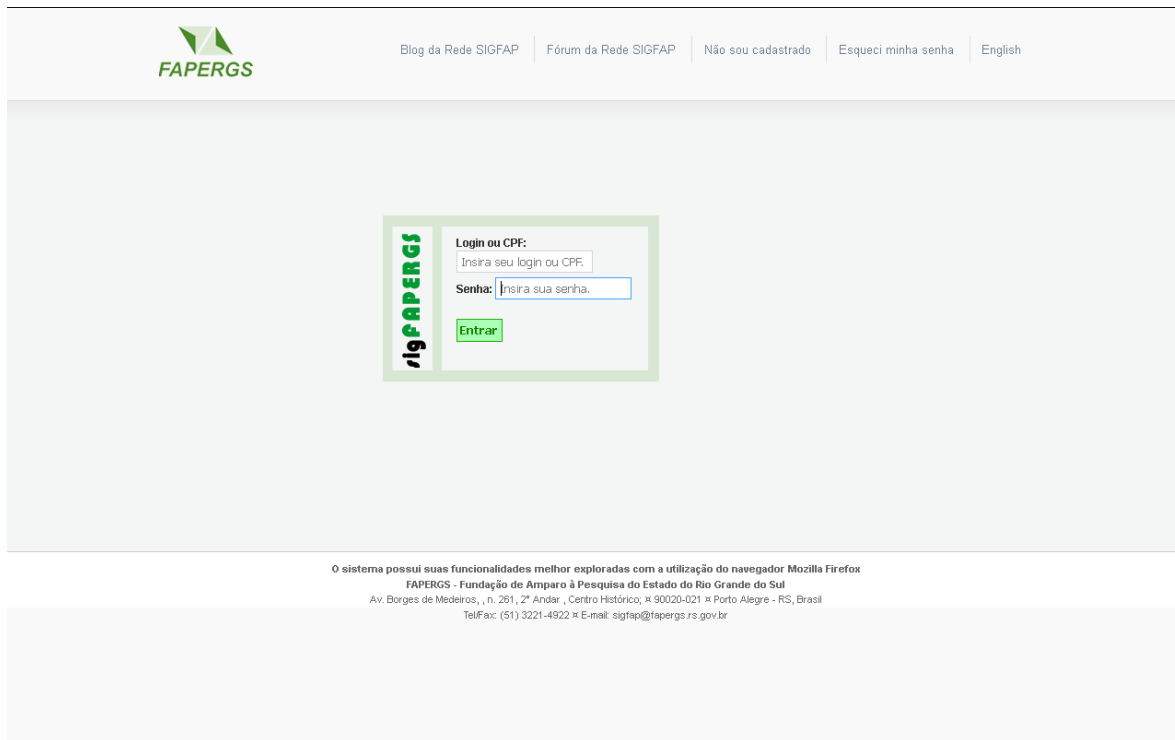 FAPERGS
Blog da Rede SIGFAP
Fórum da Rede SIGFAP
Não sou cadastrado
Esqueci minha senha
English
sigFAPERGS
Login ou CPF:
Insira seu login ou CPF.
Senha: Insira sua senha.
Entrar
O sistema possui suas funcionalidades melhor exploradas com a utilização do navegador Mozilla Firefox
FAPERGS - Fundação de Amparo à Pesquisa do Estado do Rio Grande do Sul
Av. Borges de Medeiros, , n. 261, 2° Andar , Centro Histórico; ¤ 90020-021 ¤ Porto Alegre - RS, Brasil
Tel/Fax: (51) 3221-4922 ¤ E-mail: sigfap@fapergs.rs.gov.br